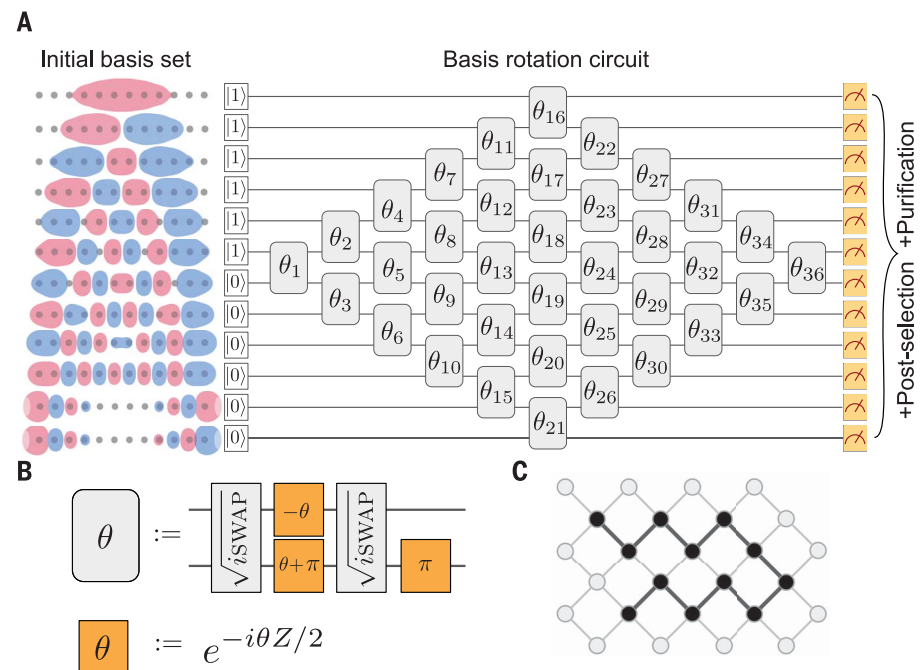 A
Initial basis set
Basis rotation circuit
|1⟩
|1⟩
|1⟩
|1⟩
|1⟩
|1⟩
|0⟩
|0⟩
|0⟩
|0⟩
|0⟩
|0⟩
θ1
θ2
θ3
θ4
θ5
θ6
θ7
θ8
θ9
θ10
θ11
θ12
θ13
θ14
θ15
θ16
θ17
θ18
θ19
θ20
θ21
θ22
θ23
θ24
θ25
θ26
θ27
θ28
θ29
θ30
θ31
θ32
θ33
θ34
θ35
θ36
+Post-selection +Purification
B
θ := √iSWAP −θ θ+π √iSWAP π
θ := e^{−iθZ/2}
C